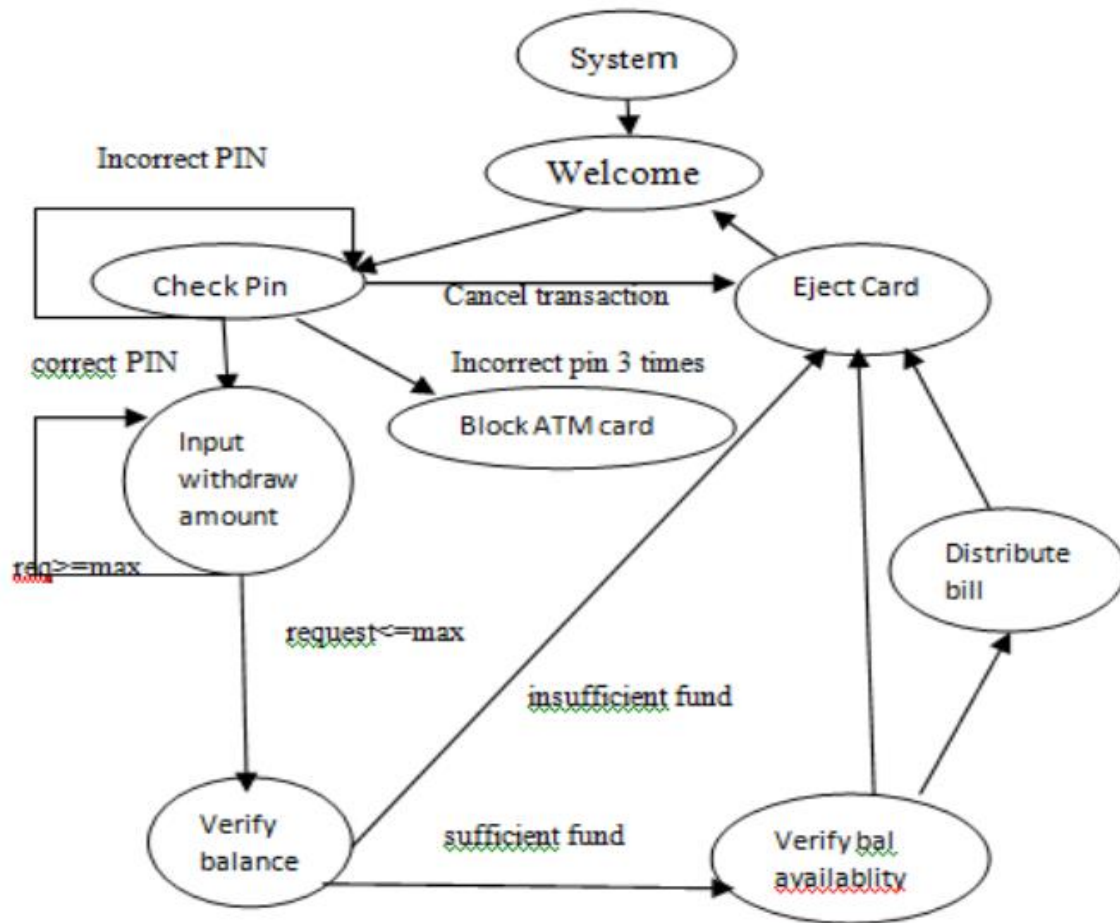 System
Welcome
Incorrect PIN
Check Pin
Cancel transaction
Eject Card
correct PIN
Incorrect pin 3 times
Block ATM card
Input
withdraw
amount
req>=max
Distribute
bill
request<=max
insufficient fund
Verify
balance
sufficient fund
Verify bal
availablity